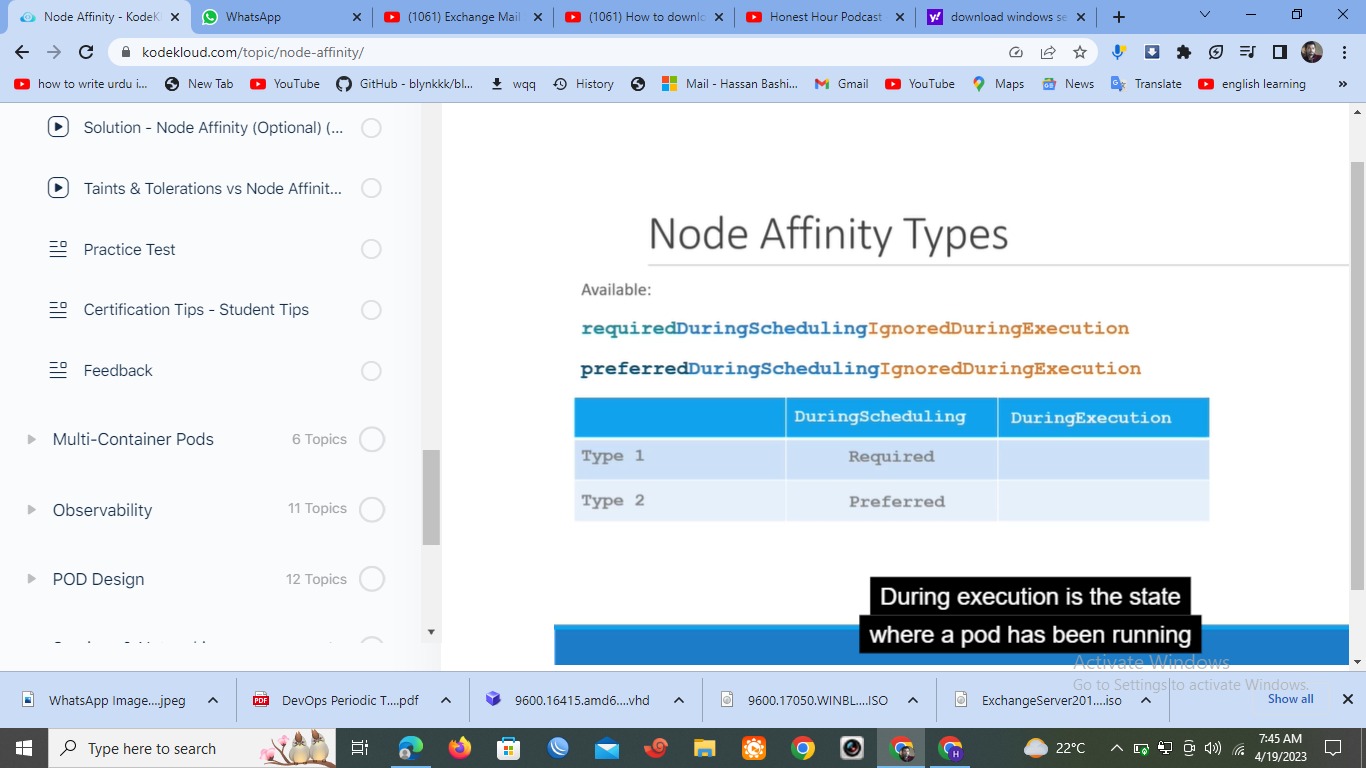 Node Affinity - KodeK
WhatsApp
(1061) Exchange Mail
(1061) How to downlo
Honest Hour Podcast
download windows se
kodekloud.com/topic/node-affinity/
how to write urdu i...
New Tab
YouTube
GitHub - blynkkk/bl...
wqq
History
Mail - Hassan Bashi...
Gmail
YouTube
Maps
News
Translate
english learning
»
Solution - Node Affinity (Optional) (...
Taints & Tolerations vs Node Affinit...
Practice Test
Certification Tips - Student Tips
Feedback
Multi-Container Pods
6 Topics
Observability
11 Topics
POD Design
12 Topics
Node Affinity Types
Available:
requiredDuringSchedulingIgnoredDuringExecution
preferredDuringSchedulingIgnoredDuringExecution
DuringScheduling DuringExecution
Type 1 Required
Type 2 Preferred
During execution is the state
where a pod has been running
Activate Windows
Go to Settings to activate Windows.
WhatsApp Image....jpeg
DevOps Periodic T....pdf
9600.16415.amd6....vhd
9600.17050.WINBL....ISO
ExchangeServer201....iso
Show all
Type here to search
22°C
7:45 AM
4/19/2023